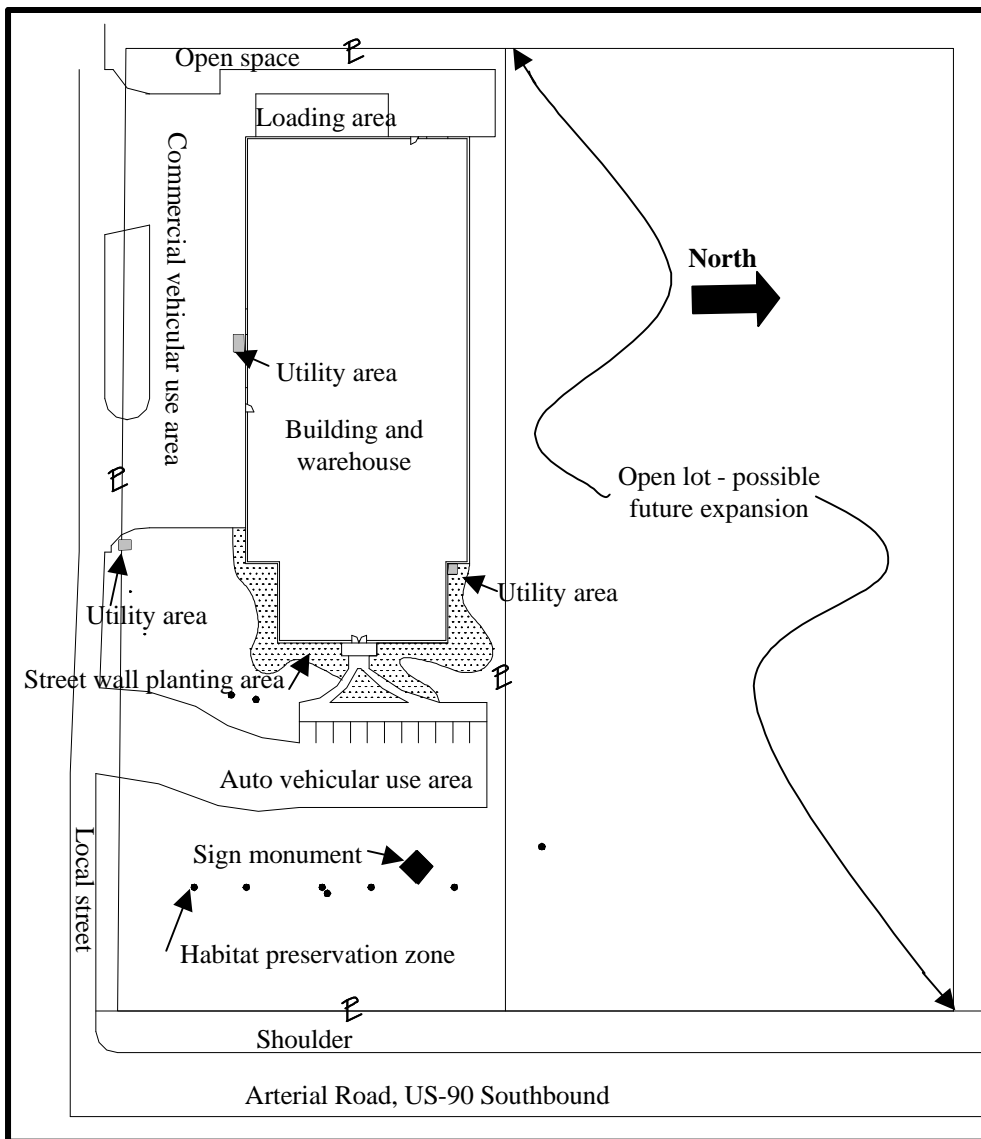 Open space
Loading area
Commercial vehicular use area
North
Utility area
Building and
warehouse
Open lot - possible
future expansion
Utility area
Utility area
Street wall planting area
Auto vehicular use area
Sign monument
Local street
Habitat preservation zone
Shoulder
Arterial Road, US-90 Southbound